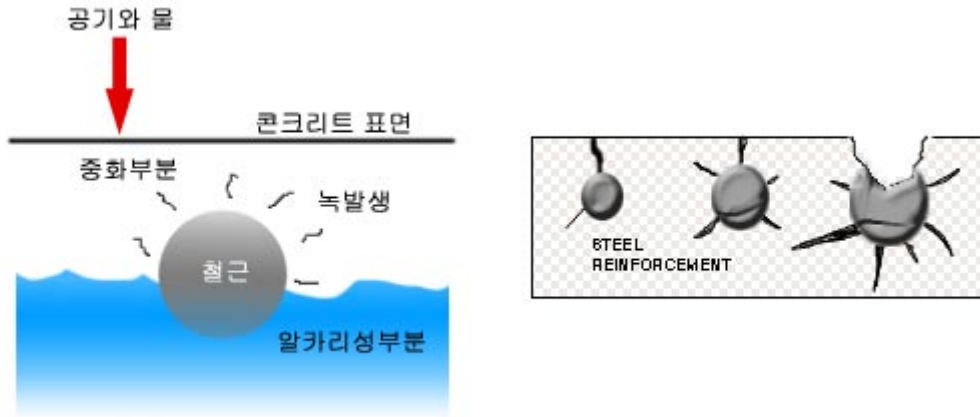 공기와 물
콘크리트 표면
중화부분
녹발생
철근
알카리성부분
STEEL
REINFORCEMENT